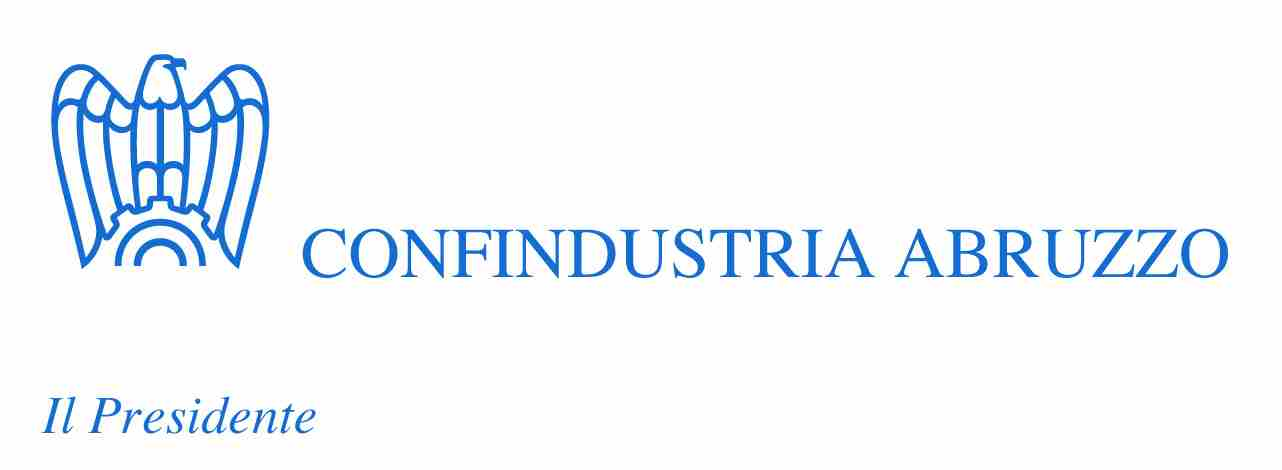 CONFINDUSTRIA ABRUZZO
Il Presidente